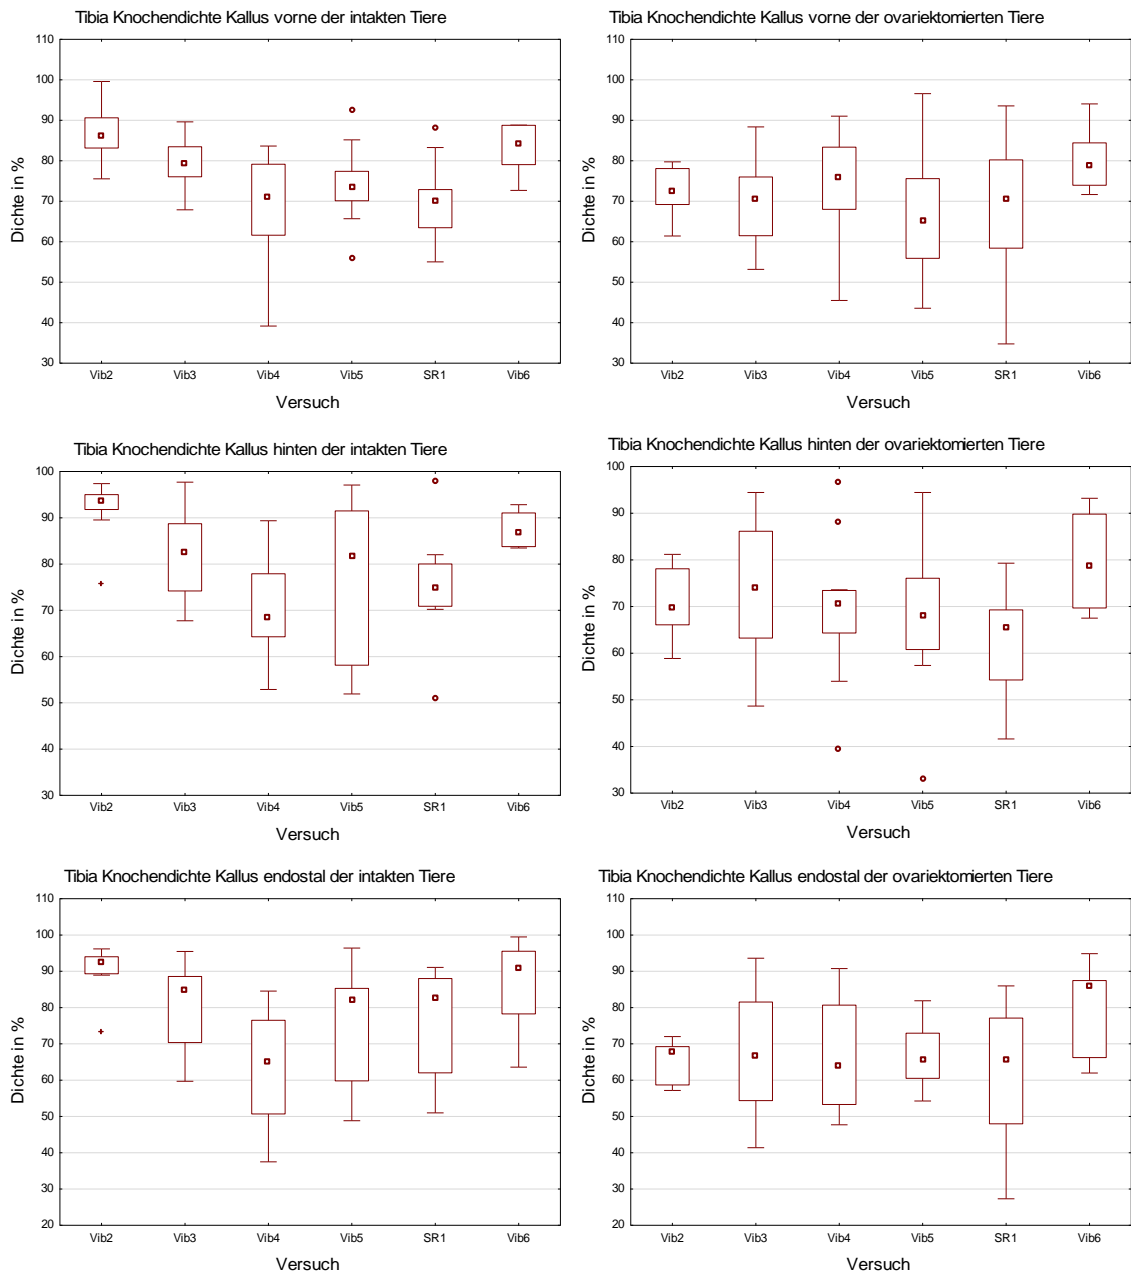 Tibia Knochendichte Kallus vorne der intakten Tiere
110
100
90
80
70
60
50
40
30
Dichte in %
Vib2 Vib3 Vib4 Vib5 SR1 Vib6
Versuch
Tibia Knochendichte Kallus vorne der ovariektomierten Tiere
110
100
90
80
70
60
50
40
30
Dichte in %
Vib2 Vib3 Vib4 Vib5 SR1 Vib6
Versuch
Tibia Knochendichte Kallus hinten der intakten Tiere
100
90
80
70
60
50
40
30
Dichte in %
Vib2 Vib3 Vib4 Vib5 SR1 Vib6
Versuch
Tibia Knochendichte Kallus hinten der ovariektomierten Tiere
100
90
80
70
60
50
40
30
Dichte in %
Vib2 Vib3 Vib4 Vib5 SR1 Vib6
Versuch
Tibia Knochendichte Kallus endostal der intakten Tiere
110
100
90
80
70
60
50
40
30
20
Dichte in %
Vib2 Vib3 Vib4 Vib5 SR1 Vib6
Versuch
Tibia Knochendichte Kallus endostal der ovariektomierten Tiere
110
100
90
80
70
60
50
40
30
20
Dichte in %
Vib2 Vib3 Vib4 Vib5 SR1 Vib6
Versuch